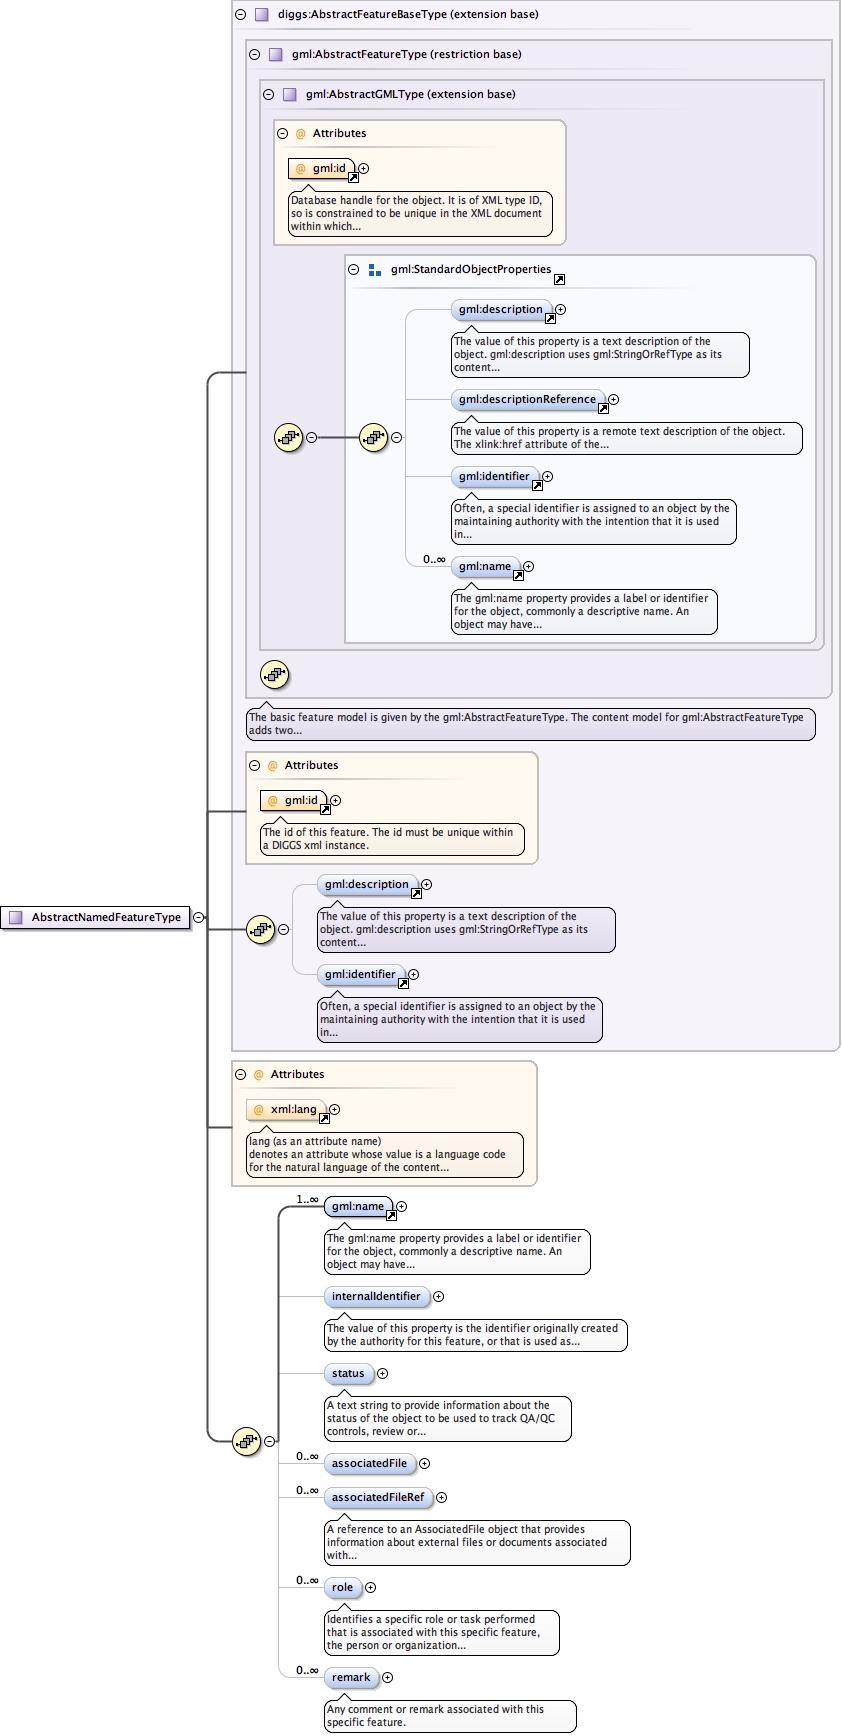 diggs:AbstractFeatureBaseType (extension base)
gml:AbstractFeatureType (restriction base)
gml:AbstractGMLType (extension base)
@ Attributes
@ gml:id
Database handle for the object. It is of XML type ID,
so is constrained to be unique in the XML document
within which...
gml:StandardObjectProperties
gml:description
The value of this property is a text description of the
object. gml:description uses gml:StringOrRefType as its
content...
gml:descriptionReference
The value of this property is a remote text description of the object.
The xlink:href attribute of the...
gml:identifier
Often, a special identifier is assigned to an object by the
maintaining authority with the intention that it is used
in...
0..∞
gml:name
The gml:name property provides a label or identifier
for the object, commonly a descriptive name. An
object may have...
The basic feature model is given by the gml:AbstractFeatureType. The content model for gml:AbstractFeatureType
adds two...
@ Attributes
@ gml:id
The id of this feature. The id must be unique within
a DIGGS xml instance.
AbstractNamedFeatureType
gml:description
The value of this property is a text description of the
object. gml:description uses gml:StringOrRefType as its
content...
gml:identifier
Often, a special identifier is assigned to an object by the
maintaining authority with the intention that it is used
in...
@ Attributes
@ xml:lang
lang (as an attribute name)
denotes an attribute whose value is a language code
for the natural language of the content...
1..∞
gml:name
The gml:name property provides a label or identifier
for the object, commonly a descriptive name. An
object may have...
internalIdentifier
The value of this property is the identifier originally created
by the authority for this feature, or that is used as...
status
A text string to provide information about the
status of the object to be used to track QA/QC
controls, review or...
0..∞
associatedFile
0..∞
associatedFileRef
A reference to an AssociatedFile object that provides
information about external files or documents associated
with...
0..∞
role
Identifies a specific role or task performed
that is associated with this specific feature,
the person or organization...
0..∞
remark
Any comment or remark associated with this
specific feature.